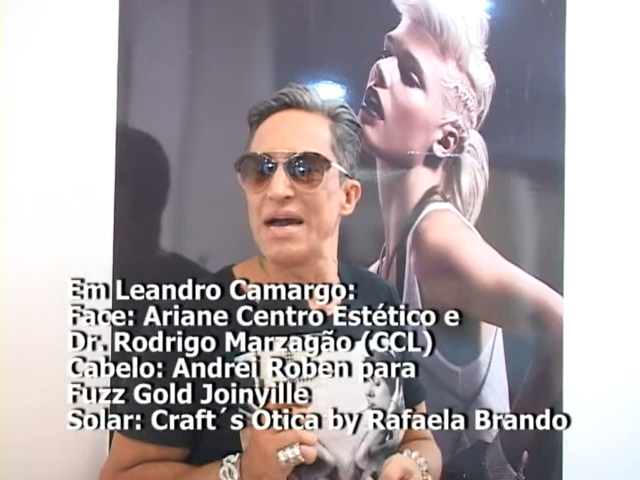 Em Leandro Camargo:
Face: Ariane Centro Estético e
Dr. Rodrigo Marzagão (CCL)
Cabelo: Andrei Roben para
Fuzz Gold Joinville
Solar: Craft´s Ótica by Rafaela Brando